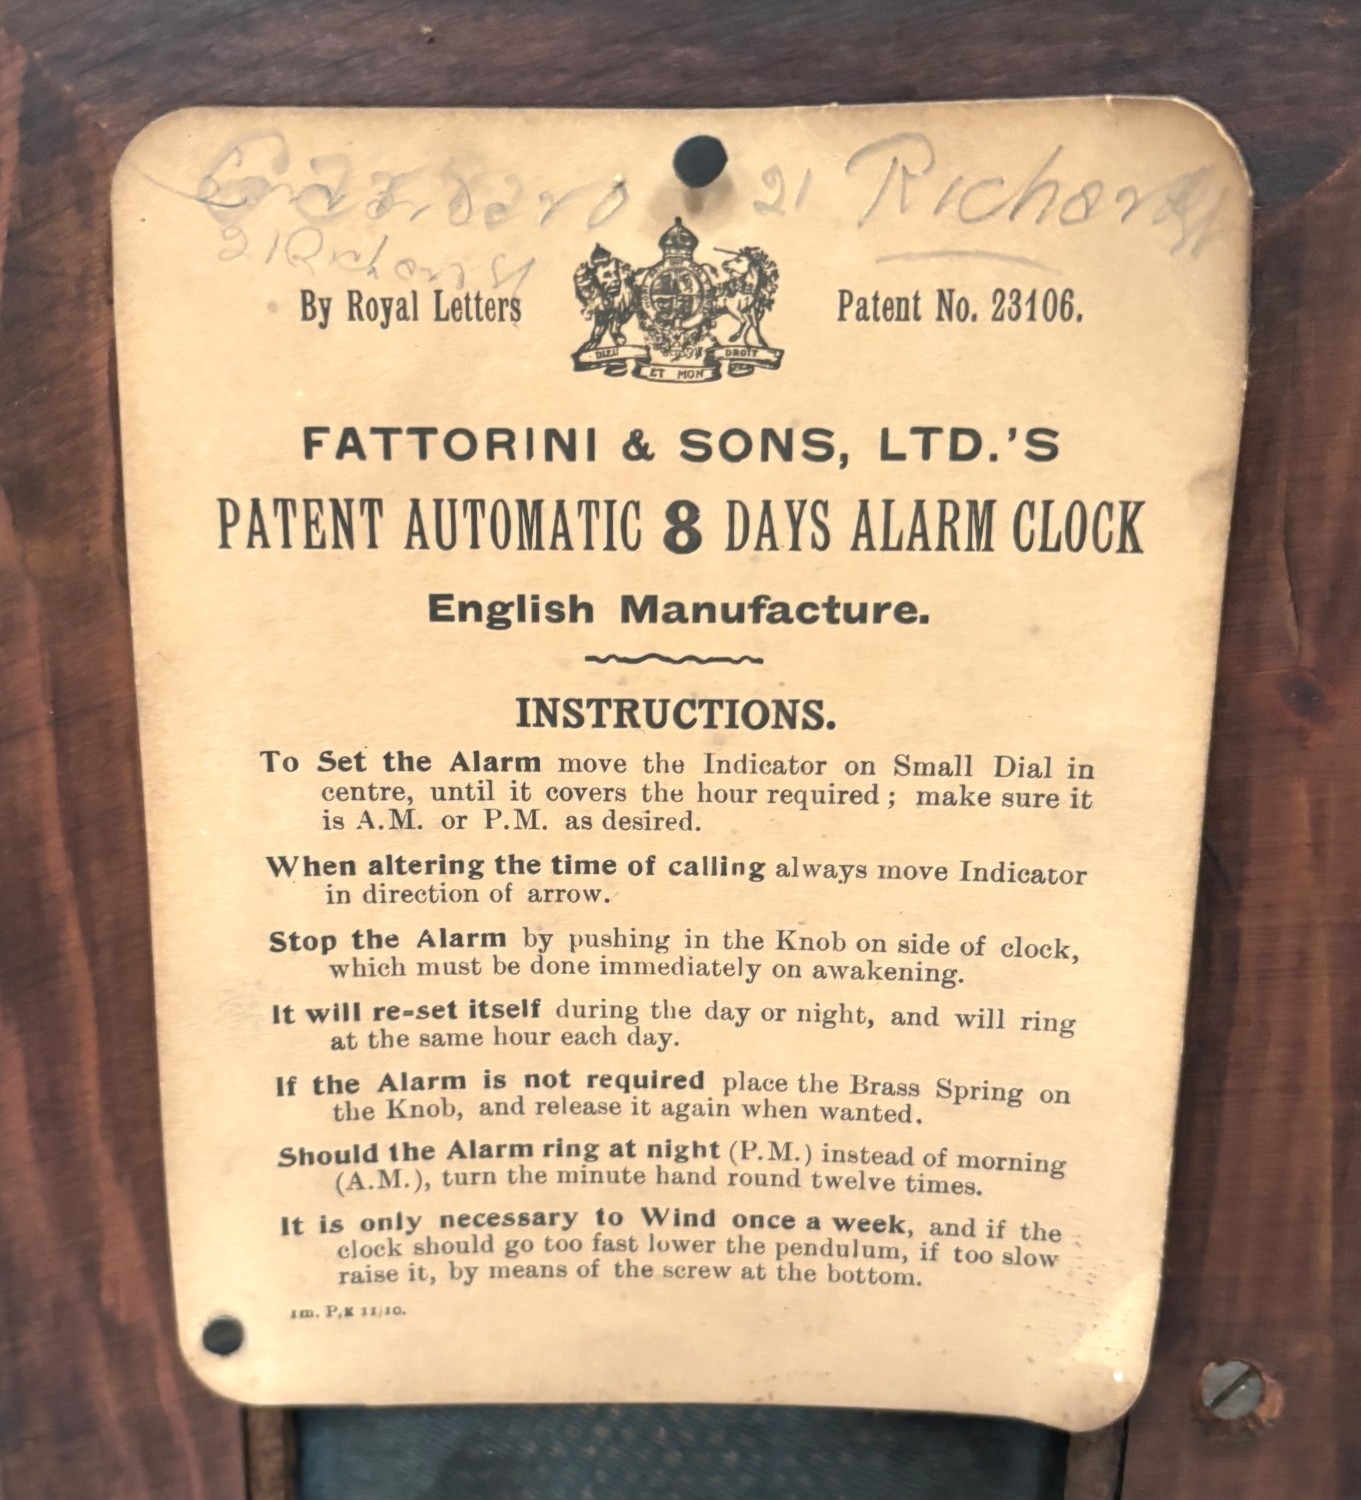 21 Richard St
21 Richon St
By Royal Letters
Patent No. 23106.
DIEU ET MON DROIT
FATTORINI & SONS, LTD.'S
PATENT AUTOMATIC 8 DAYS ALARM CLOCK
English Manufacture.
INSTRUCTIONS.
To Set the Alarm move the Indicator on Small Dial in
centre, until it covers the hour required; make sure it
is A.M. or P.M. as desired.
When altering the time of calling always move Indicator
in direction of arrow.
Stop the Alarm by pushing in the Knob on side of clock,
which must be done immediately on awakening.
It will re-set itself during the day or night, and will ring
at the same hour each day.
If the Alarm is not required place the Brass Spring on
the Knob, and release it again when wanted.
Should the Alarm ring at night (P.M.) instead of morning
(A.M.), turn the minute hand round twelve times.
It is only necessary to Wind once a week, and if the
clock should go too fast lower the pendulum, if too slow
raise it, by means of the screw at the bottom.
1m. P.K 11/10.